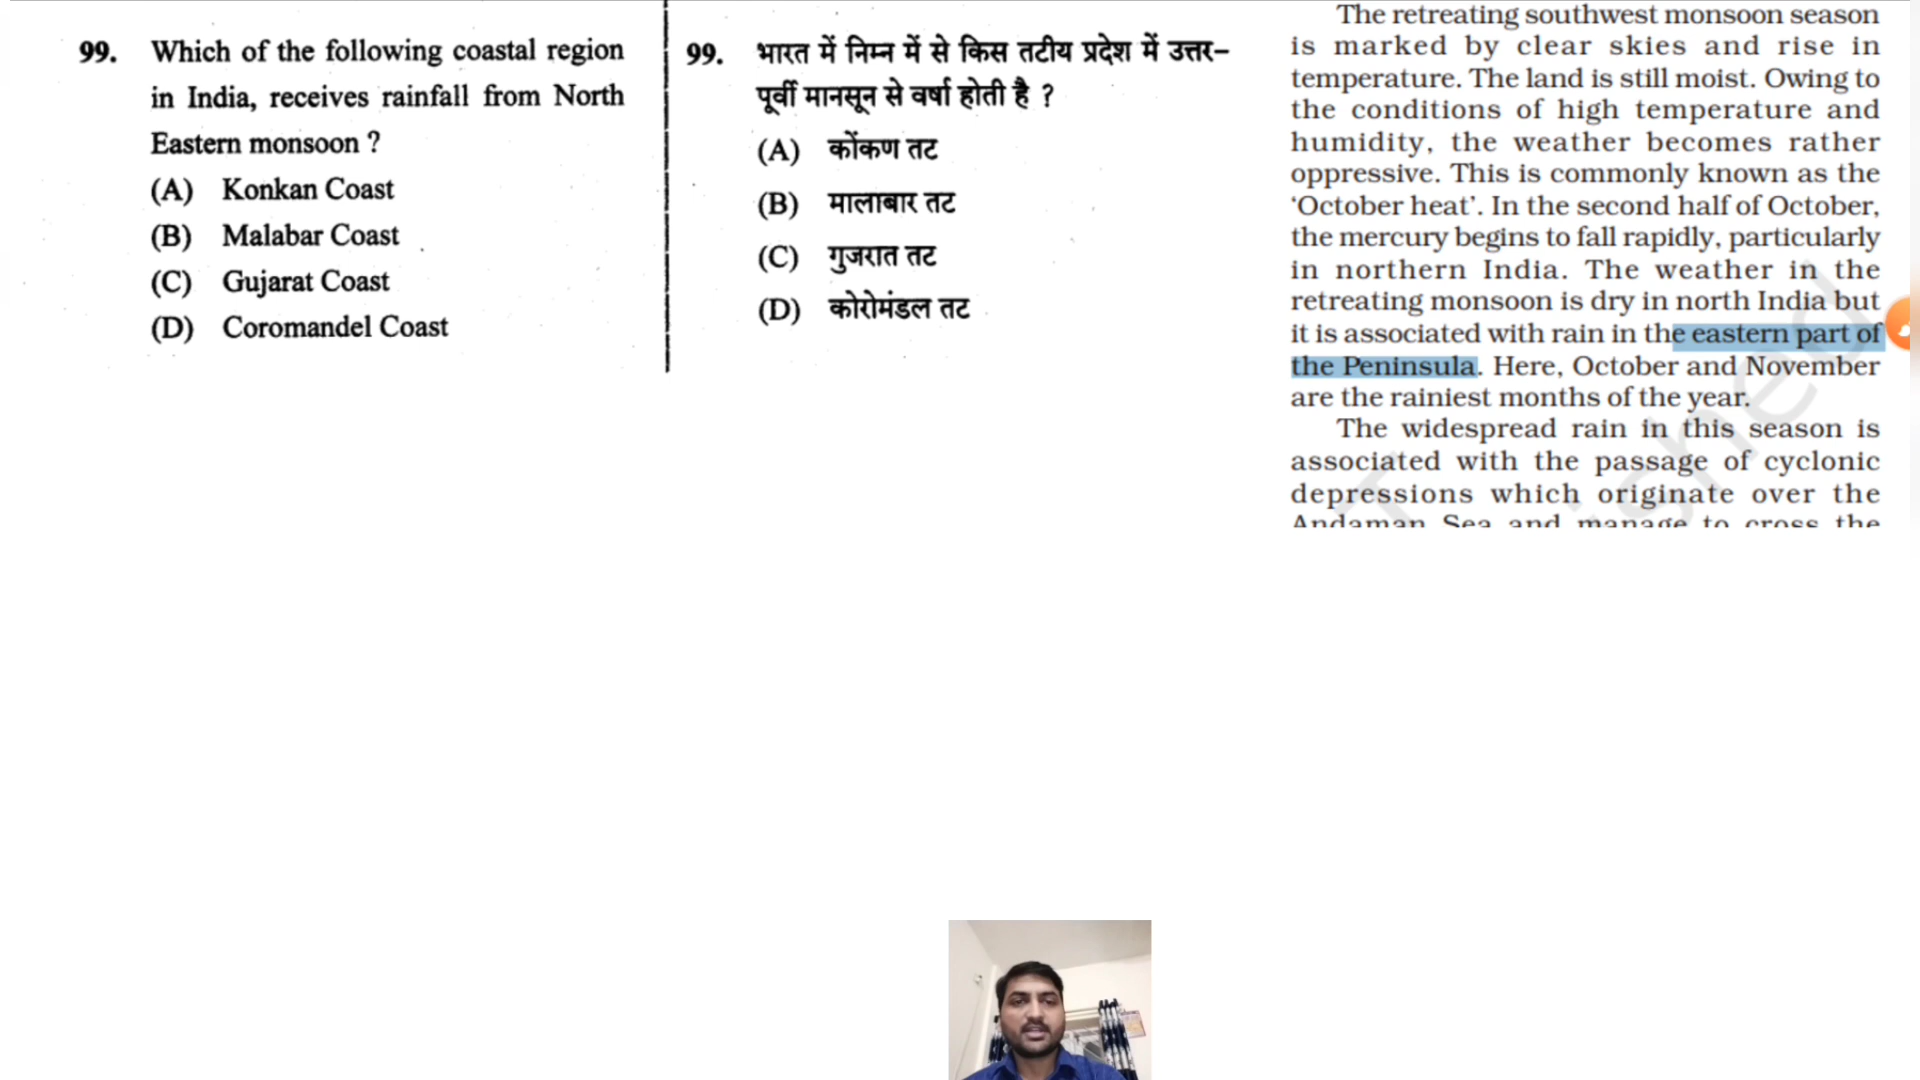 99. Which of the following coastal region
in India, receives rainfall from North
Eastern monsoon ?
(A) Konkan Coast
(B) Malabar Coast
(C) Gujarat Coast
(D) Coromandel Coast
99. भारत में निम्न में से किस तटीय प्रदेश में उत्तर–
पूर्वी मानसून से वर्षा होती है ?
(A) कोंकण तट
(B) मालाबार तट
(C) गुजरात तट
(D) कोरोमंडल तट
The retreating southwest monsoon season
is marked by clear skies and rise in
temperature. The land is still moist. Owing to
the conditions of high temperature and
humidity, the weather becomes rather
oppressive. This is commonly known as the
‘October heat’. In the second half of October,
the mercury begins to fall rapidly, particularly
in northern India. The weather in the
retreating monsoon is dry in north India but
it is associated with rain in the eastern part of
the Peninsula. Here, October and November
are the rainiest months of the year.
The widespread rain in this season is
associated with the passage of cyclonic
depressions which originate over the
Andaman Sea and manage to cross the